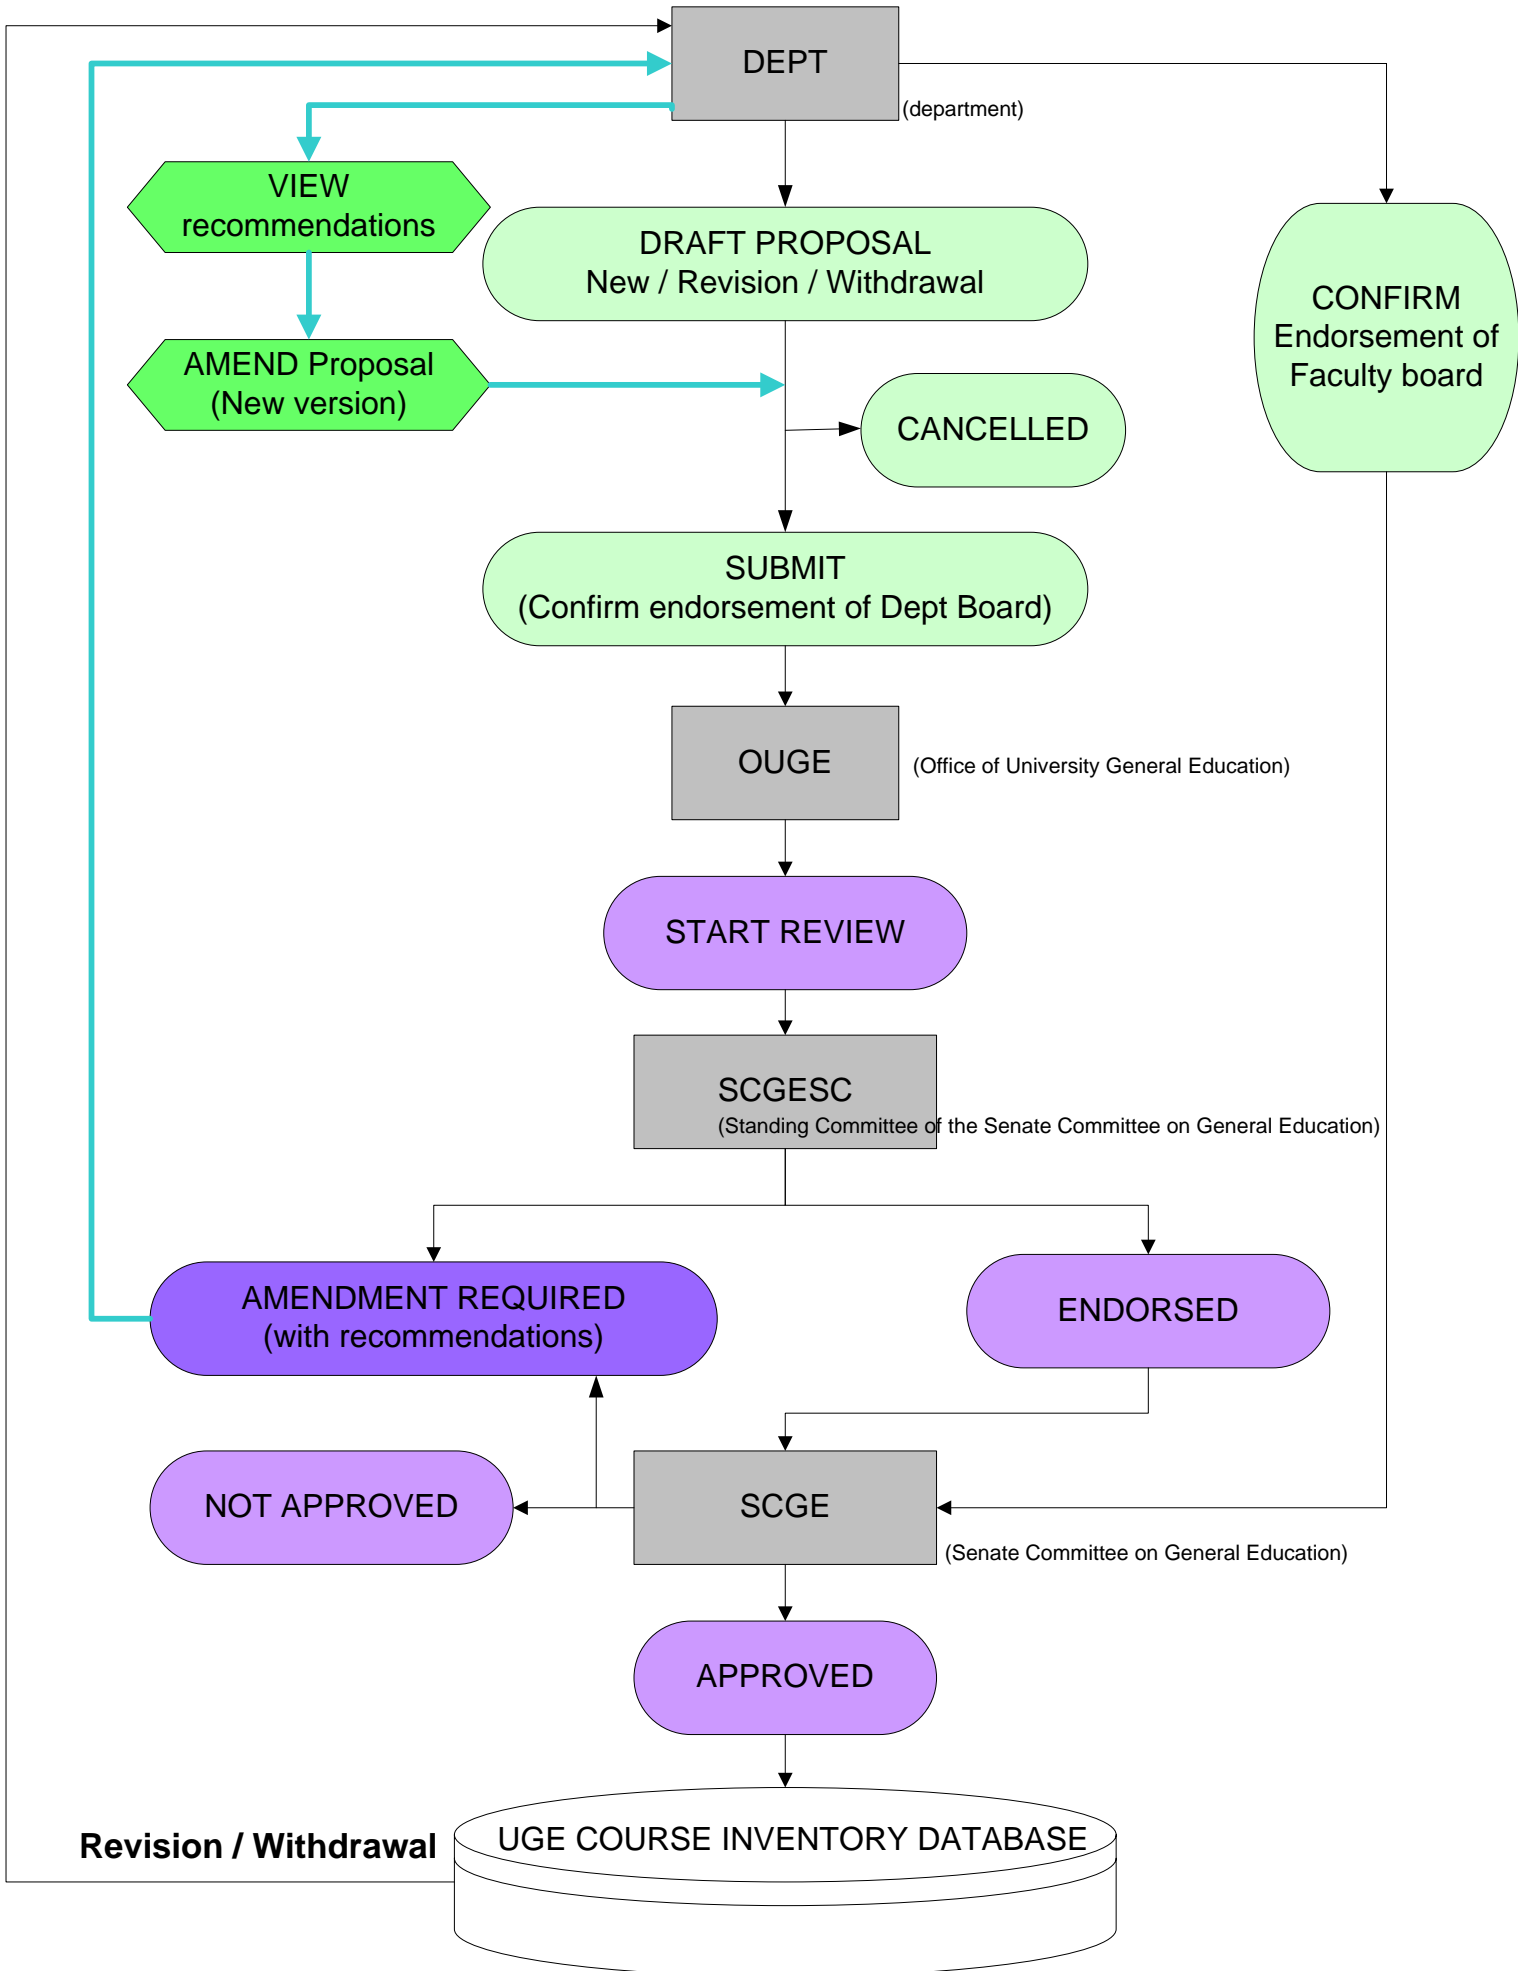 DEPT
(department)
VIEW
recommendations
DRAFT PROPOSAL
New / Revision / Withdrawal
CONFIRM
Endorsement of
Faculty board
AMEND Proposal
(New version)
CANCELLED
SUBMIT
(Confirm endorsement of Dept Board)
OUGE
(Office of University General Education)
START REVIEW
SCGESC
(Standing Committee of the Senate Committee on General Education)
AMENDMENT REQUIRED
(with recommendations)
ENDORSED
NOT APPROVED
SCGE
(Senate Committee on General Education)
APPROVED
Revision / Withdrawal
UGE COURSE INVENTORY DATABASE